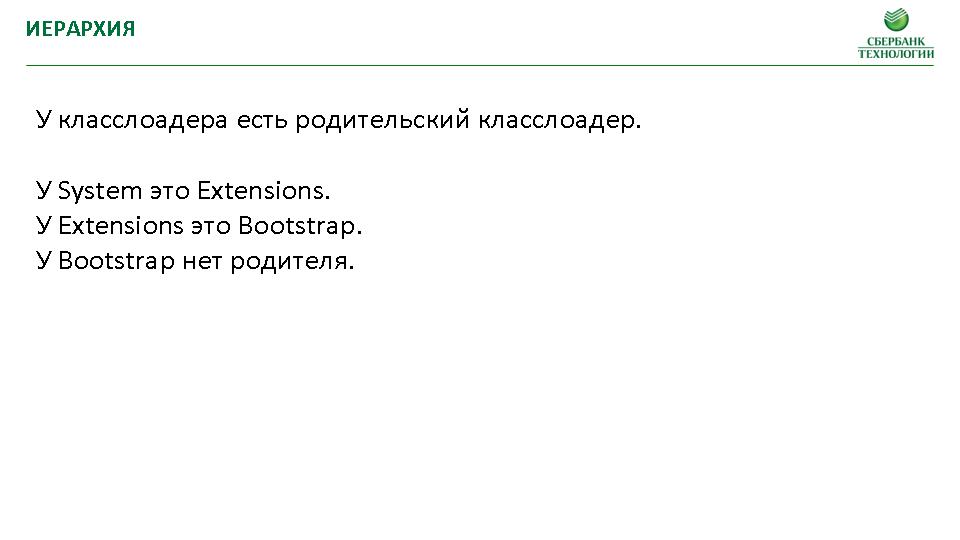 ИЕРАРХИЯ
СБЕРБАНК
ТЕХНОЛОГИИ
У класслоадера есть родительский класслоадер.
У System это Extensions.
У Extensions это Bootstrap.
У Bootstrap нет родителя.